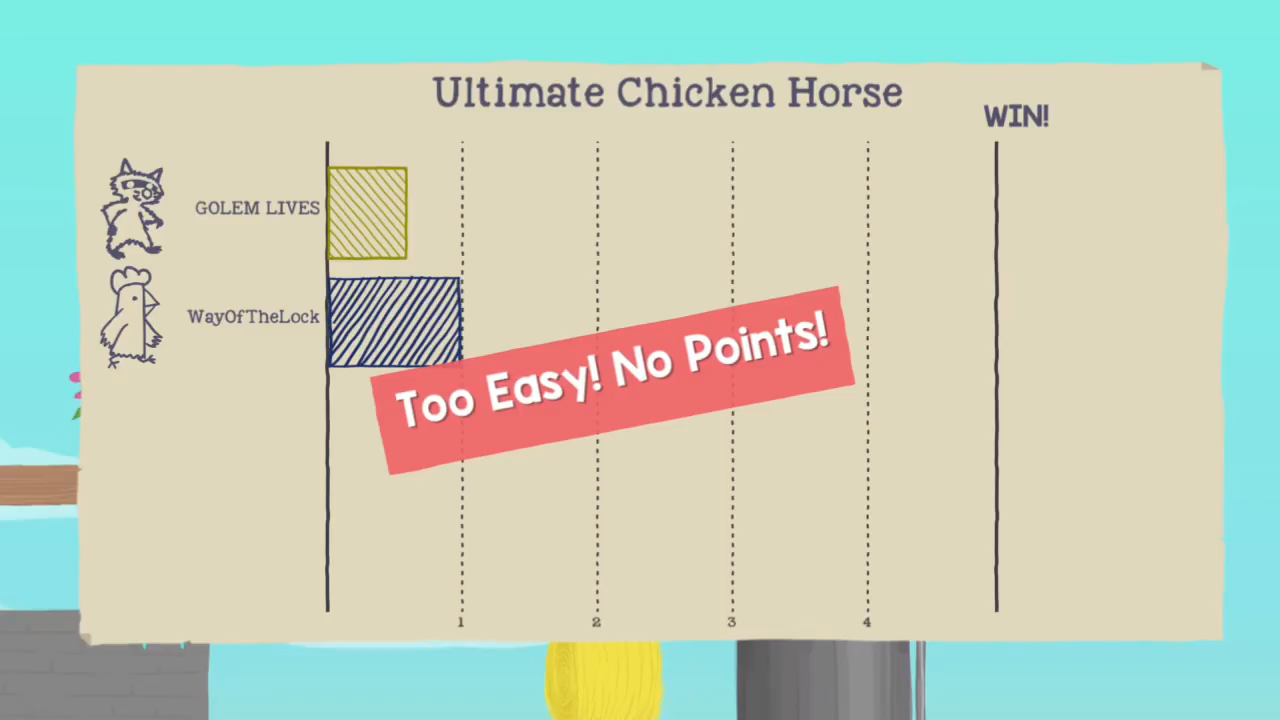 Ultimate Chicken Horse
WIN!
GOLEM LIVES
WayOfTheLock
Too Easy! No Points!
1 2 3 4